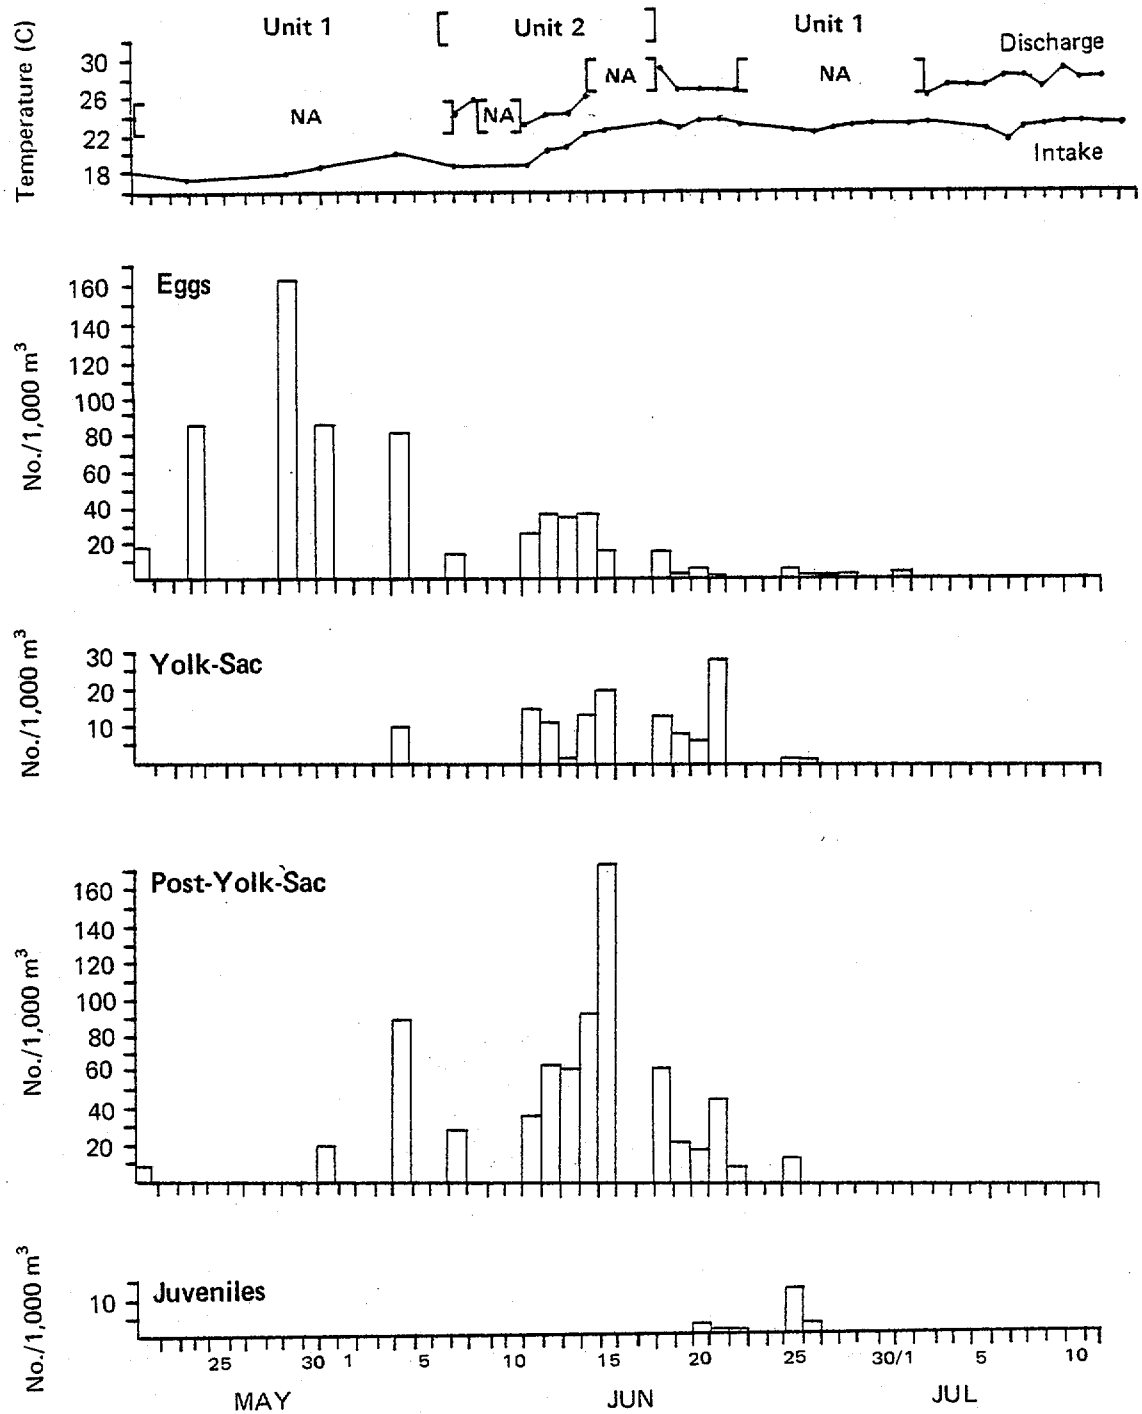 Unit 1 [ Unit 2 ] Unit 1
Temperature (C)
Discharge
30
[ NA ]
[ NA ]
26
[ NA ]
[NA]
22
Intake
18
No./1,000 m³
Eggs
160
140
120
100
80
60
40
20
No./1,000 m³
Yolk-Sac
30
20
10
No./1,000 m³
Post-Yolk-Sac
160
140
120
100
80
60
40
20
No./1,000 m³
Juveniles
10
25 30 1 5 10 15 20 25 30/1 5 10
MAY JUN JUL